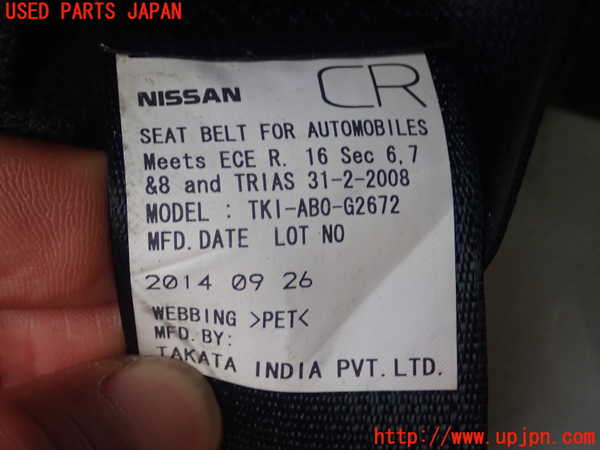 USED PARTS JAPAN
NISSAN CR
SEAT BELT FOR AUTOMOBILES
Meets ECE R. 16 Sec 6,7
&8 and TRIAS 31-2-2008
MODEL : TKI-AB0-G2672
MFD.DATE LOT NO
2014 09 26
WEBBING >PET<
MFD.BY:
TAKATA INDIA PVT.LTD.
http://www.upjpn.com/